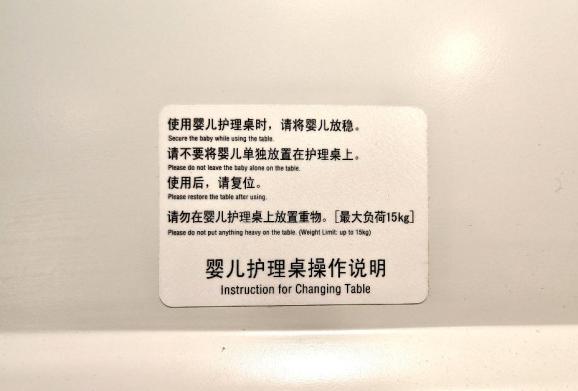 使用婴儿护理桌时，请将婴儿放稳。
Secure the baby while using the table.
请不要将婴儿单独放置在护理桌上。
Please do not leave the baby alone on the table.
使用后，请复位。
Please restore the table after using.
请勿在婴儿护理桌上放置重物。[最大负荷15kg]
Please do not put anything heavy on the table. (Weight Limit: up to 15kg)
婴儿护理桌操作说明
Instruction for Changing Table